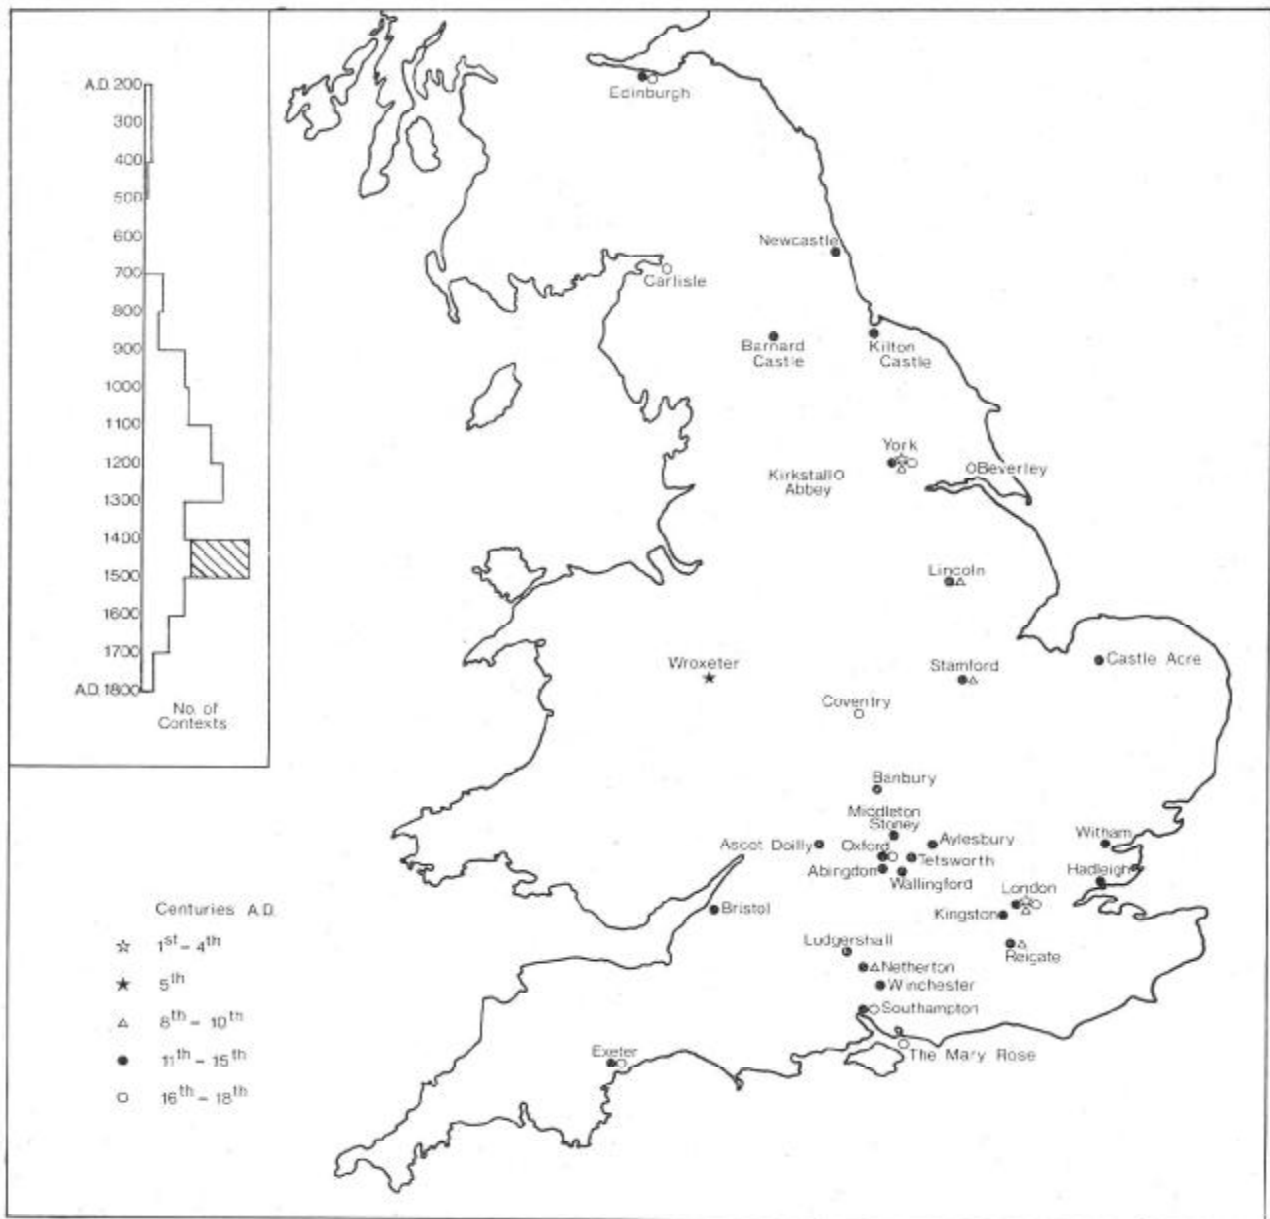 A.D. 200
300
400
500
600
700
800
900
1000
1100
1200
1300
1400
1500
1600
1700
A.D. 1800
No. of
Contexts
Edinburgh
Newcastle
Carlisle
Barnard
Castle
Kilton
Castle
York
Kirkstall
Abbey
Beverley
Lincoln
Wroxeter
Stamford
Castle Acre
Coventry
Banbury
Middleton
Stoney
Ascot Doilly
Oxford
Aylesbury
Witham
Abingdon
Tetsworth
Wallingford
Hadleigh
London
Bristol
Kingston
Ludgershall
Reigate
Netherton
Winchester
Southampton
Exeter
The Mary Rose
Centuries A.D.
1st – 4th
5th
8th – 10th
11th – 15th
16th – 18th